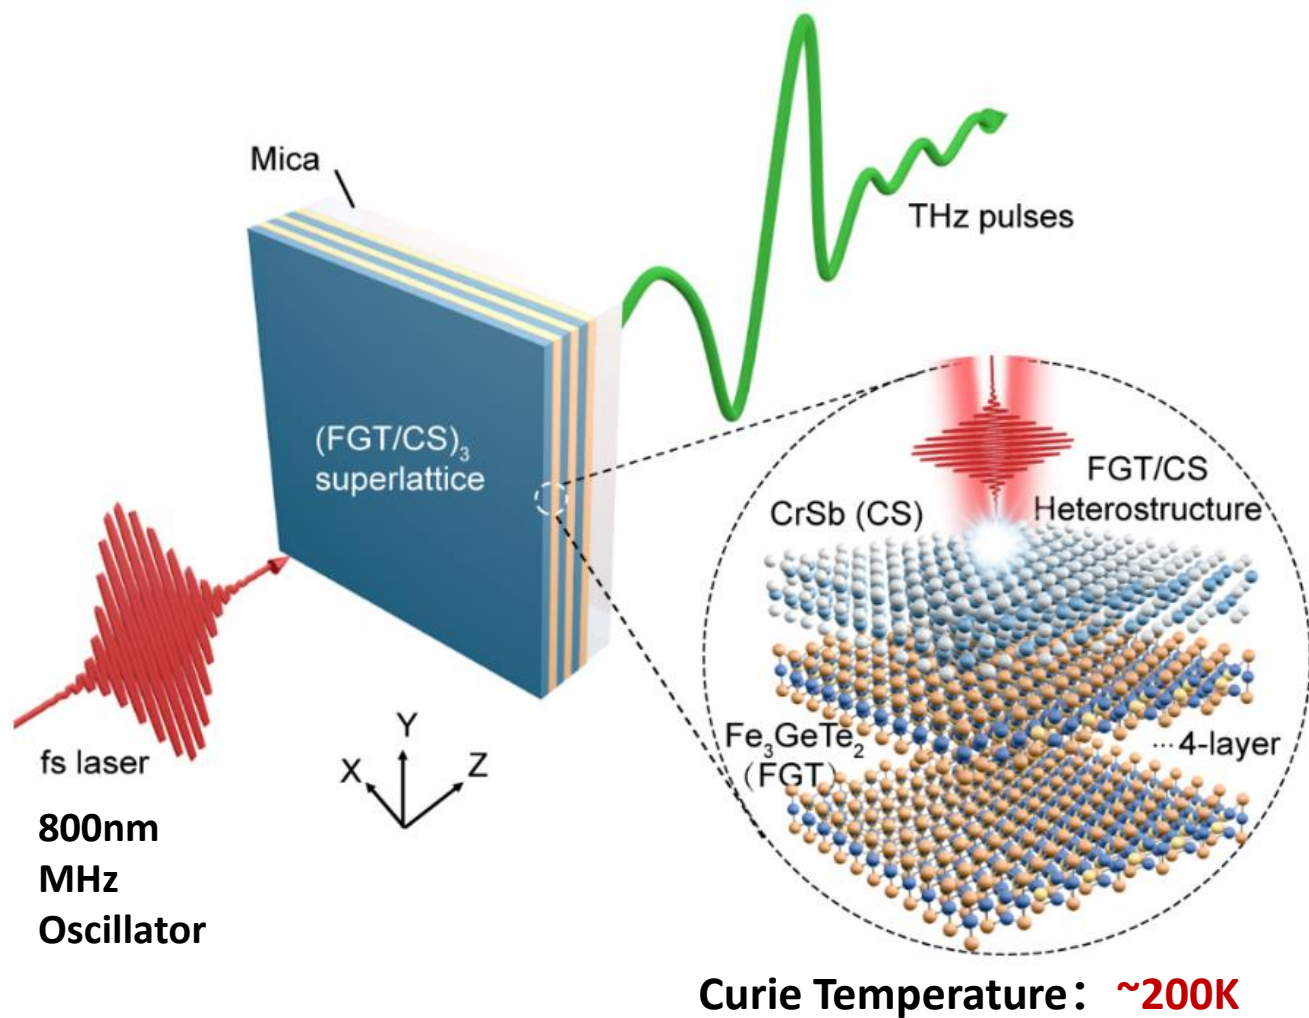 Mica
THz pulses
(FGT/CS)₃
superlattice
FGT/CS
Heterostructure
CrSb (CS)
Fe₃GeTe₂
(FGT)
···4-layer
fs laser
X
Y
Z
800nm
MHz
Oscillator
Curie Temperature： ~200K